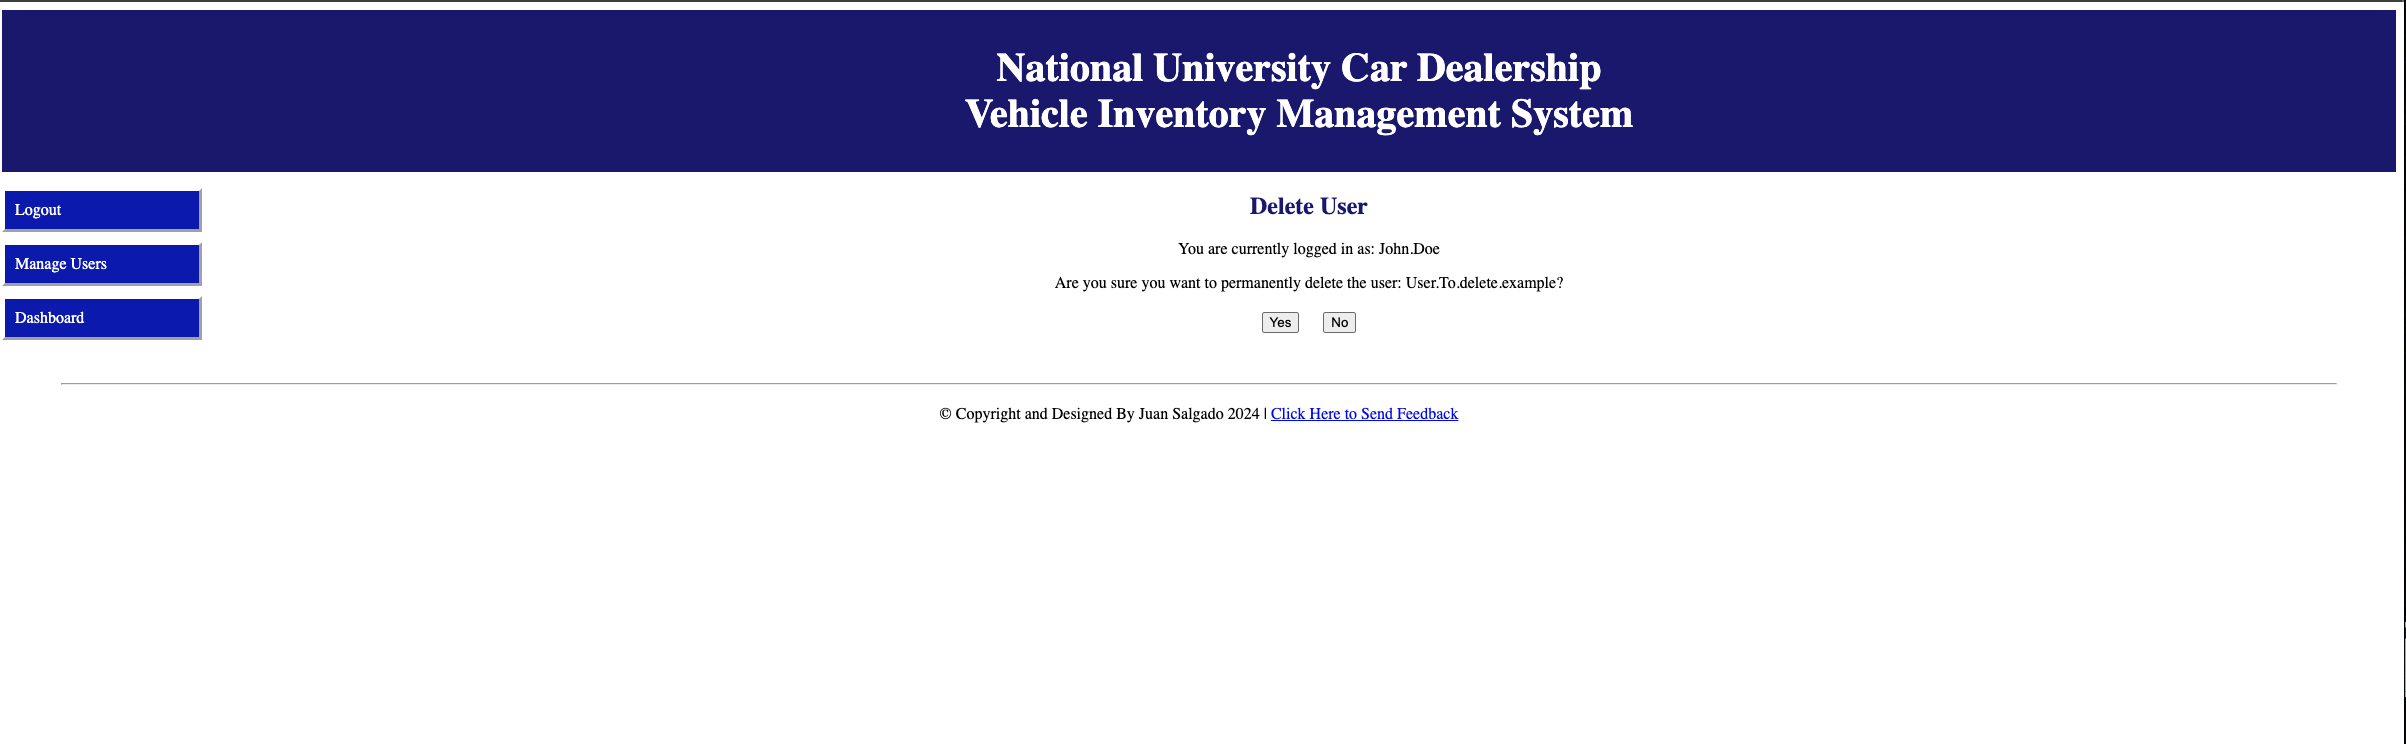 National University Car Dealership
Vehicle Inventory Management System
Logout
Manage Users
Dashboard
Delete User
You are currently logged in as: John.Doe
Are you sure you want to permanently delete the user: User.To.delete.example?
Yes No
© Copyright and Designed By Juan Salgado 2024 | Click Here to Send Feedback